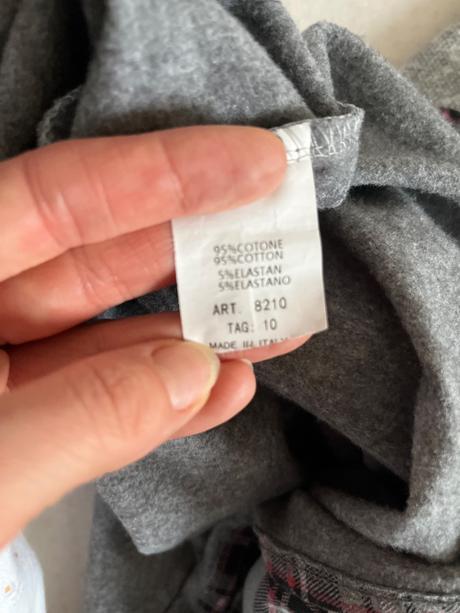 95%COTONE
95%COTTON
5%ELASTAN
5%ELASTANO
ART. 8210
TAG: 10
MADE IN ITALY